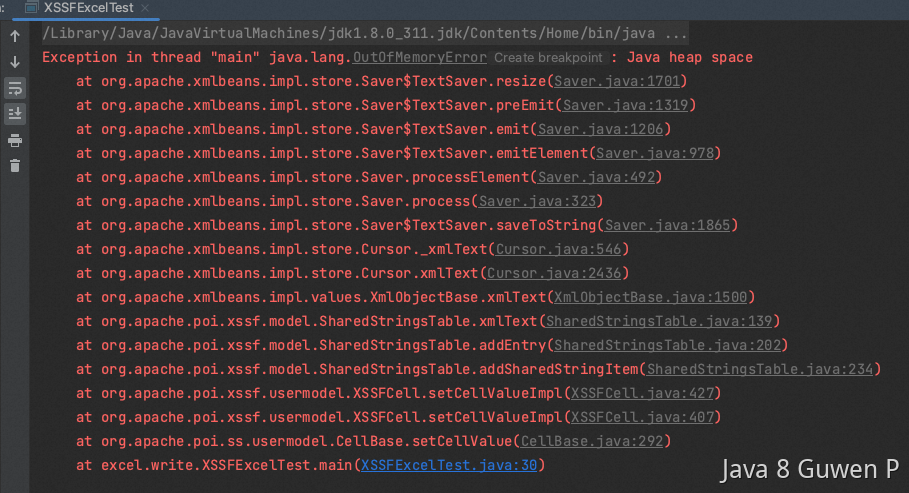 :
XSSFExcelTest ×
/Library/Java/JavaVirtualMachines/jdk1.8.0_311.jdk/Contents/Home/bin/java ...
Exception in thread "main" java.lang.OutOfMemoryError Create breakpoint : Java heap space
at org.apache.xmlbeans.impl.store.Saver$TextSaver.resize(Saver.java:1701)
at org.apache.xmlbeans.impl.store.Saver$TextSaver.preEmit(Saver.java:1319)
at org.apache.xmlbeans.impl.store.Saver$TextSaver.emit(Saver.java:1206)
at org.apache.xmlbeans.impl.store.Saver$TextSaver.emitElement(Saver.java:978)
at org.apache.xmlbeans.impl.store.Saver.processElement(Saver.java:492)
at org.apache.xmlbeans.impl.store.Saver.process(Saver.java:323)
at org.apache.xmlbeans.impl.store.Saver$TextSaver.saveToString(Saver.java:1865)
at org.apache.xmlbeans.impl.store.Cursor._xmlText(Cursor.java:546)
at org.apache.xmlbeans.impl.store.Cursor.xmlText(Cursor.java:2436)
at org.apache.xmlbeans.impl.values.XmlObjectBase.xmlText(XmlObjectBase.java:1500)
at org.apache.poi.xssf.model.SharedStringsTable.xmlText(SharedStringsTable.java:139)
at org.apache.poi.xssf.model.SharedStringsTable.addEntry(SharedStringsTable.java:202)
at org.apache.poi.xssf.model.SharedStringsTable.addSharedStringItem(SharedStringsTable.java:234)
at org.apache.poi.xssf.usermodel.XSSFCell.setCellValueImpl(XSSFCell.java:427)
at org.apache.poi.xssf.usermodel.XSSFCell.setCellValueImpl(XSSFCell.java:407)
at org.apache.poi.ss.usermodel.CellBase.setCellValue(CellBase.java:292)
at excel.write.XSSFExcelTest.main(XSSFExcelTest.java:30)
Java 8 Guwen P